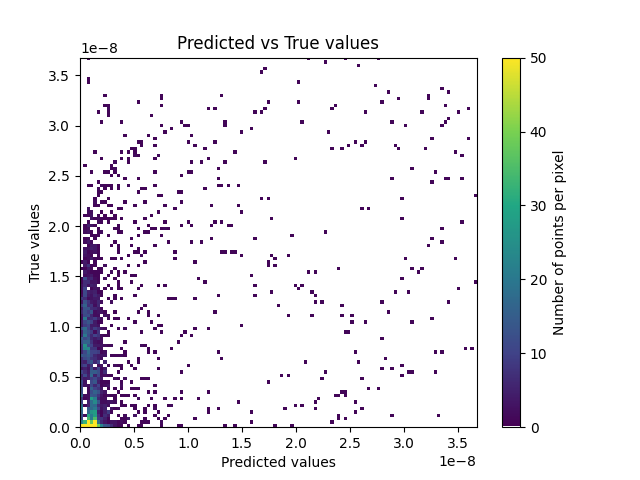 Predicted vs True values
1e−8
3.5
3.0
2.5
2.0
1.5
1.0
0.5
0.0
True values
0.0 0.5 1.0 1.5 2.0 2.5 3.0 3.5
1e−8
Predicted values
50
40
30
20
10
0
Number of points per pixel